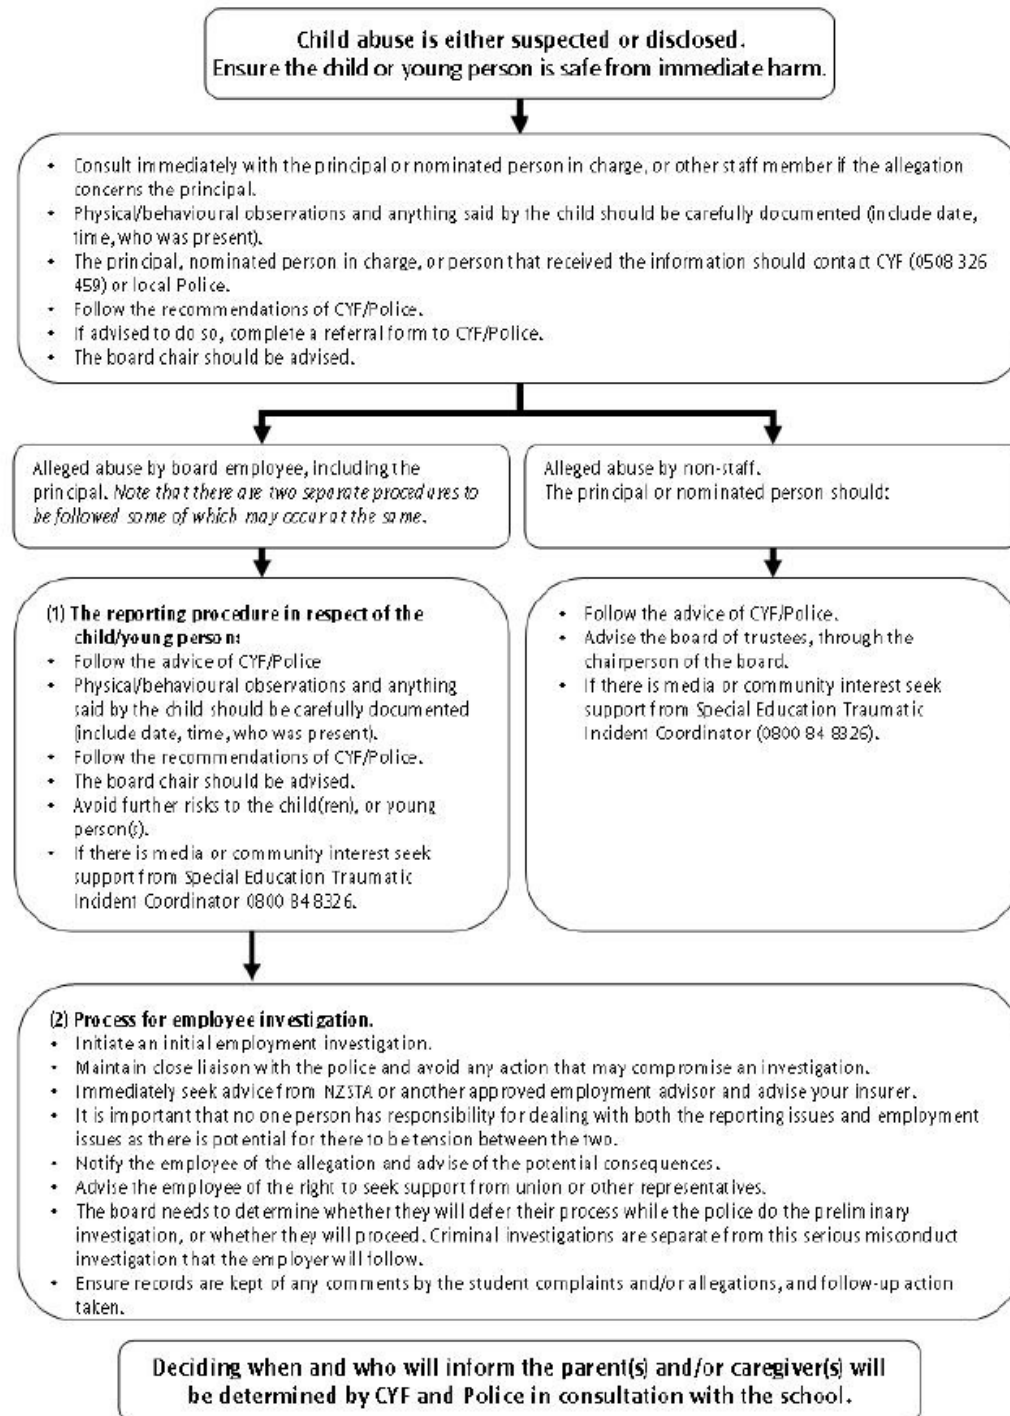 Child abuse is either suspected or disclosed.
Ensure the child or young person is safe from immediate harm.
• Consult immediately with the principal or nominated person in charge, or other staff member if the allegation
concerns the principal.
• Physical/behavioural observations and anything said by the child should be carefully documented (include date,
time, who was present).
• The principal, nominated person in charge, or person that received the information should contact CYF (0508 326
459) or local Police.
• Follow the recommendations of CYF/Police.
• If advised to do so, complete a referral form to CYF/Police.
• The board chair should be advised.
Alleged abuse by board employee, including the
principal. Note that there are two separate procedures to
be followed some of which may occur at the same.
(1) The reporting procedure in respect of the
child/young person:
• Follow the advice of CYF/Police
• Physical/behavioural observations and anything
said by the child should be carefully documented
(include date, time, who was present).
• Follow the recommendations of CYF/Police.
• The board chair should be advised.
• Avoid further risks to the child(ren), or young
person(s).
• If there is media or community interest seek
support from Special Education Traumatic
Incident Coordinator 0800 84 8326.
Alleged abuse by non-staff.
The principal or nominated person should:
• Follow the advice of CYF/Police.
• Advise the board of trustees, through the
chairperson of the board.
• If there is media or community interest seek
support from Special Education Traumatic
Incident Coordinator (0800 84 8326).
(2) Process for employee investigation.
• Initiate an initial employment investigation.
• Maintain close liaison with the police and avoid any action that may compromise an investigation.
• Immediately seek advice from NZSTA or another approved employment advisor and advise your insurer.
• It is important that no one person has responsibility for dealing with both the reporting issues and employment
issues as there is potential for there to be tension between the two.
• Notify the employee of the allegation and advise of the potential consequences.
• Advise the employee of the right to seek support from union or other representatives.
• The board needs to determine whether they will defer their process while the police do the preliminary
investigation, or whether they will proceed. Criminal investigations are separate from this serious misconduct
investigation that the employer will follow.
• Ensure records are kept of any comments by the student complaints and/or allegations, and follow-up action
taken.
Deciding when and who will inform the parent(s) and/or caregiver(s) will
be determined by CYF and Police in consultation with the school.